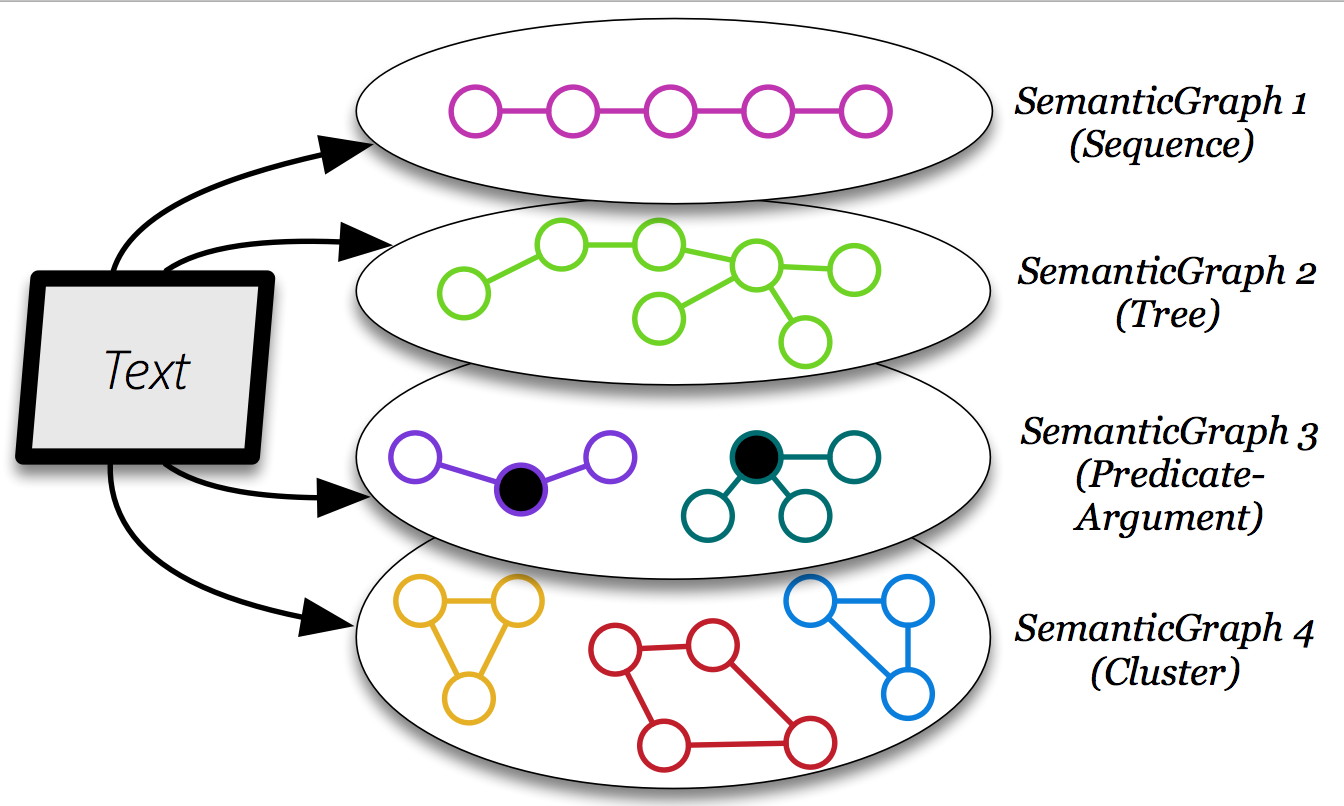 SemanticGraph 1
(Sequence)
SemanticGraph 2
(Tree)
Text
SemanticGraph 3
(Predicate-
Argument)
SemanticGraph 4
(Cluster)